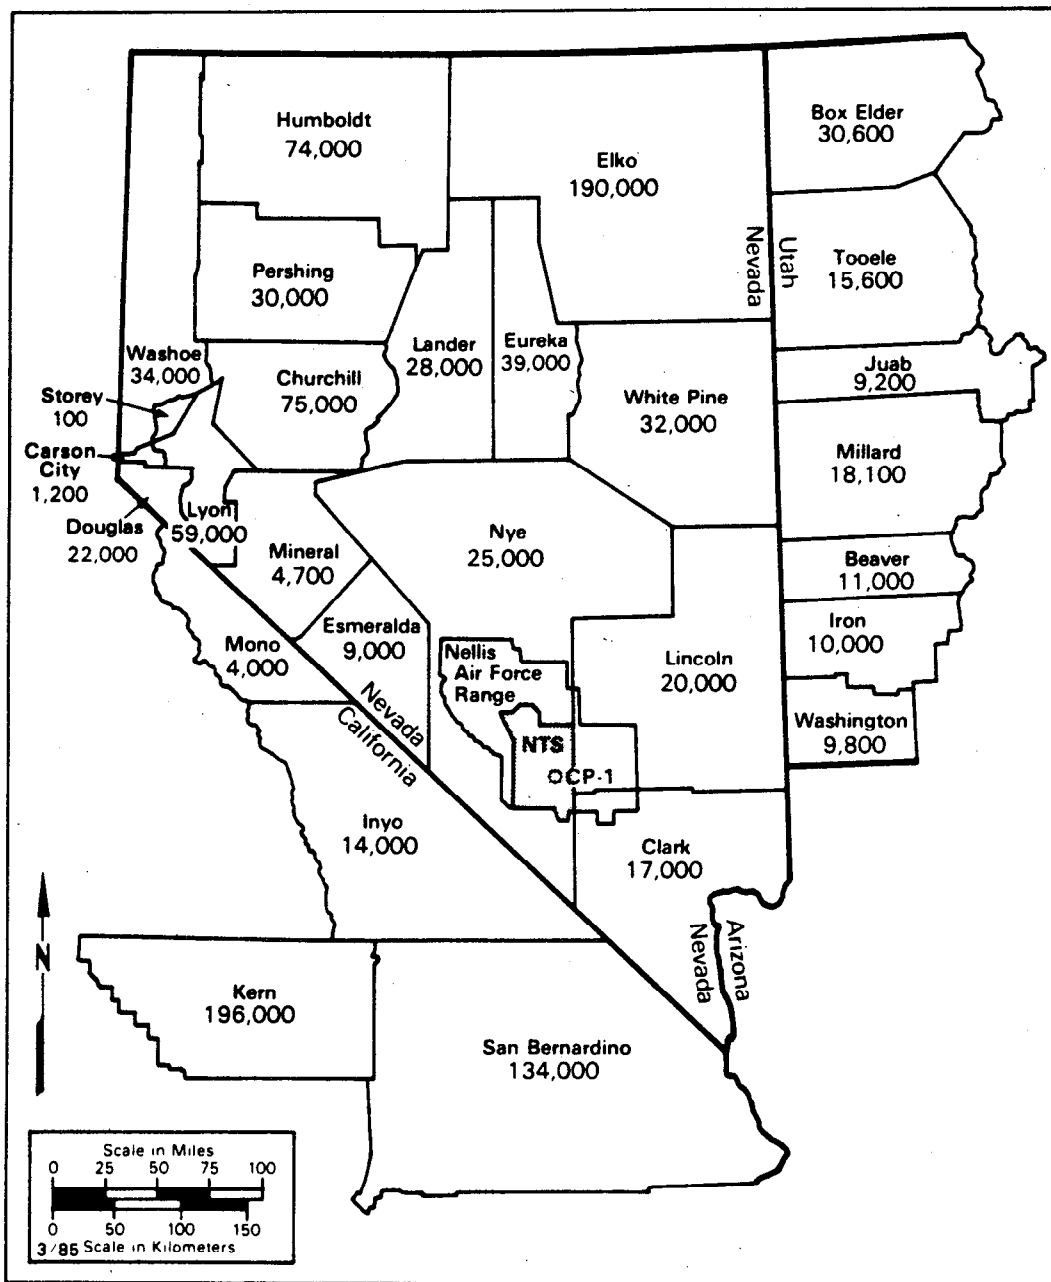 Humboldt
74,000
Elko
190,000
Box Elder
30,600
Nevada
Utah
Tooele
15,600
Pershing
30,000
Washoe
34,000
Lander
28,000
Eureka
39,000
Juab
9,200
Storey
100
Churchill
75,000
White Pine
32,000
Carson
City
1,200
Millard
18,100
Douglas
22,000
Lyon
59,000
Mineral
4,700
Nye
25,000
Beaver
11,000
Iron
10,000
Mono
4,000
Esmeralda
9,000
Nellis
Air Force
Range
Lincoln
20,000
Nevada
California
NTS
OCP-1
Washington
9,800
Inyo
14,000
Clark
17,000
N
Nevada
Arizona
Kern
196,000
San Bernardino
134,000
Scale in Miles
0 25 50 75 100
0 50 100 150
3/85 Scale in Kilometers